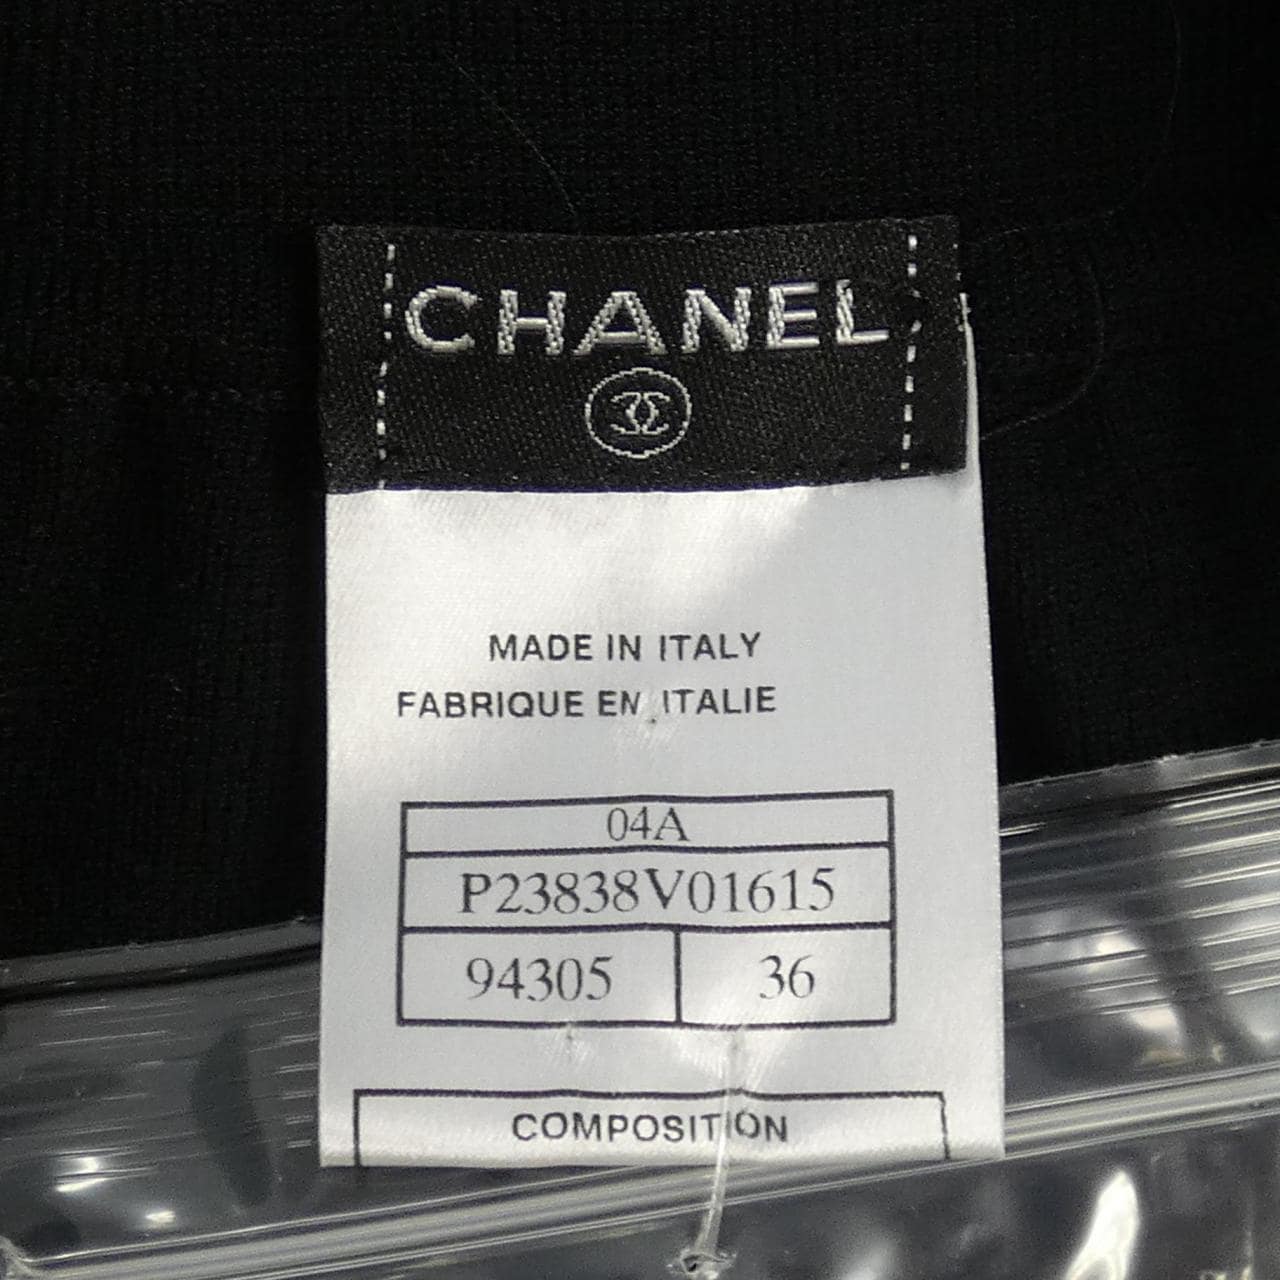 CHANEL
MADE IN ITALY
FABRIQUE EN ITALIE
04A
P23838V01615
94305 36
COMPOSITION